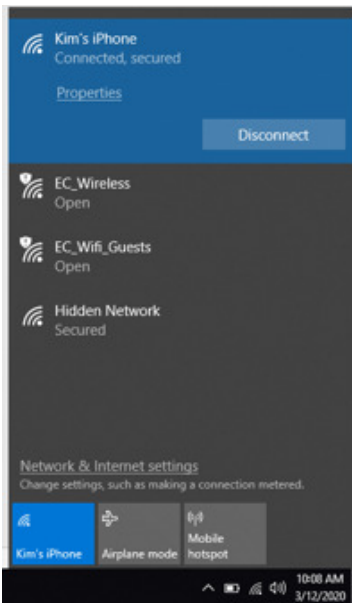 Kim's iPhone
Connected, secured
Properties
Disconnect
EC_Wireless
Open
EC_Wifi_Guests
Open
Hidden Network
Secured
Network & Internet settings
Change settings, such as making a connection metered.
Kim's iPhone
Airplane mode
Mobile
hotspot
10:08 AM
3/12/2020